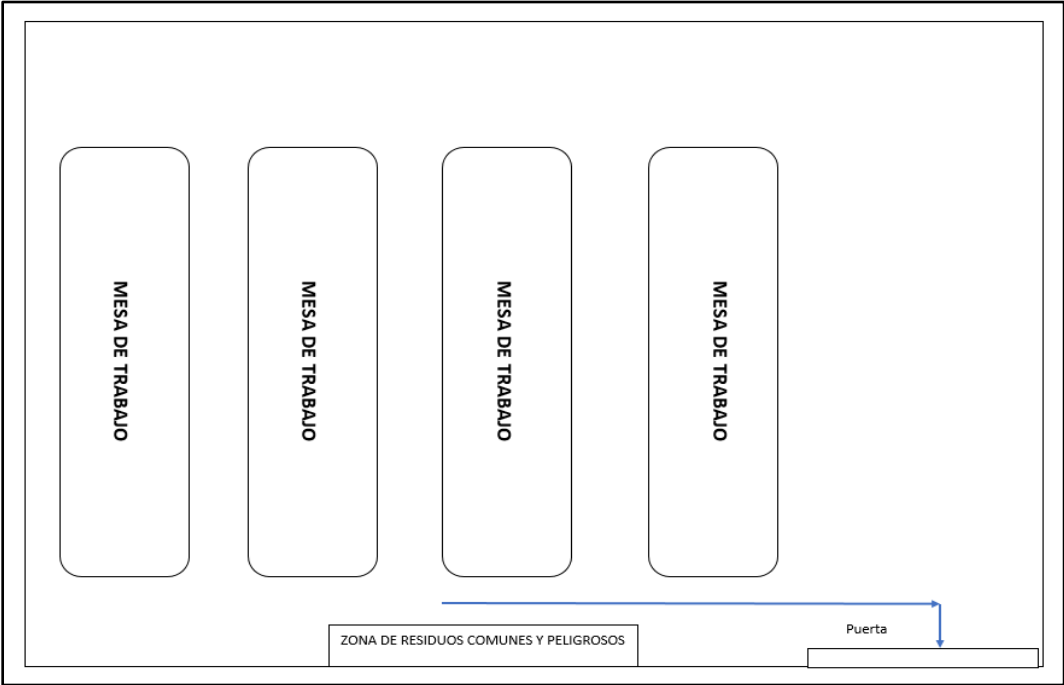 MESA DE TRABAJO
MESA DE TRABAJO
MESA DE TRABAJO
MESA DE TRABAJO
Puerta
ZONA DE RESIDUOS COMUNES Y PELIGROSOS